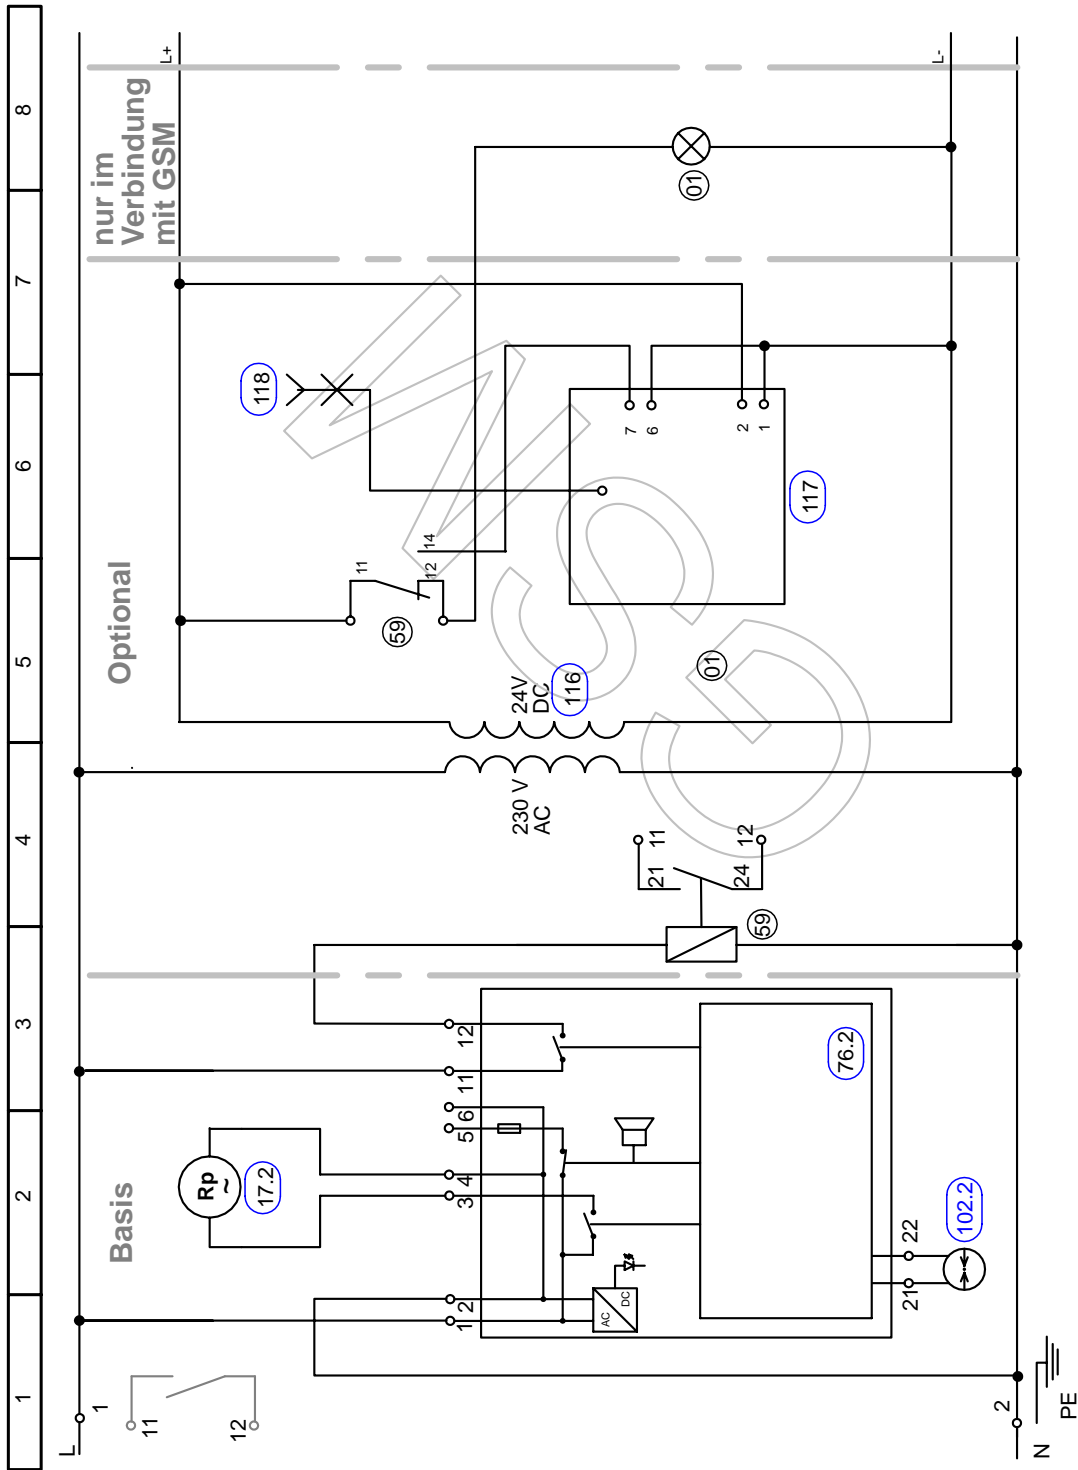 1
2
3
4
5
6
7
8
L
1
11
12
N
2
PE
Basis
Rp
~
17.2
1
2
3
4
5
6
11
12
AC
DC
21
22
102.2
76.2
59
21
24
11
12
Optional
230 V
AC
24V
DC
116
01
59
11
12
14
118
117
7
6
2
1
nur im
Verbindung
mit GSM
01
L+
L-
WSG